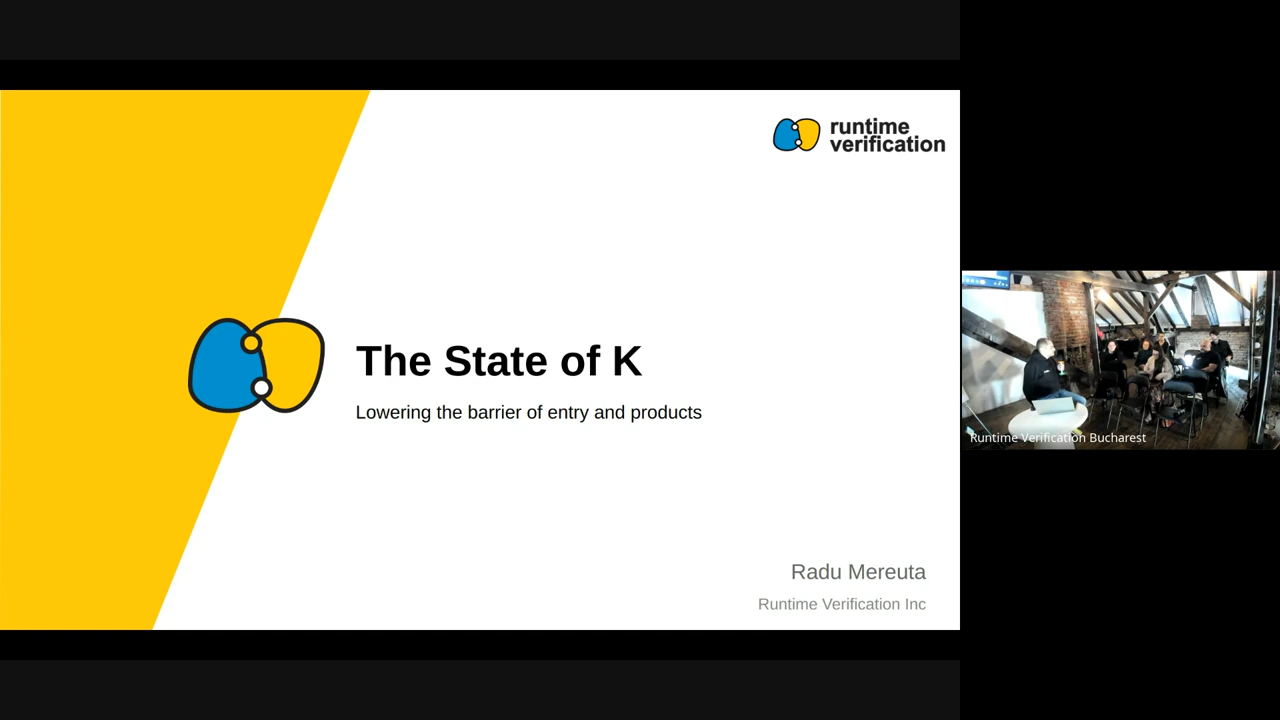 runtime
verification
The State of K
Lowering the barrier of entry and products
Radu Mereuta
Runtime Verification Inc
Runtime Verification Bucharest